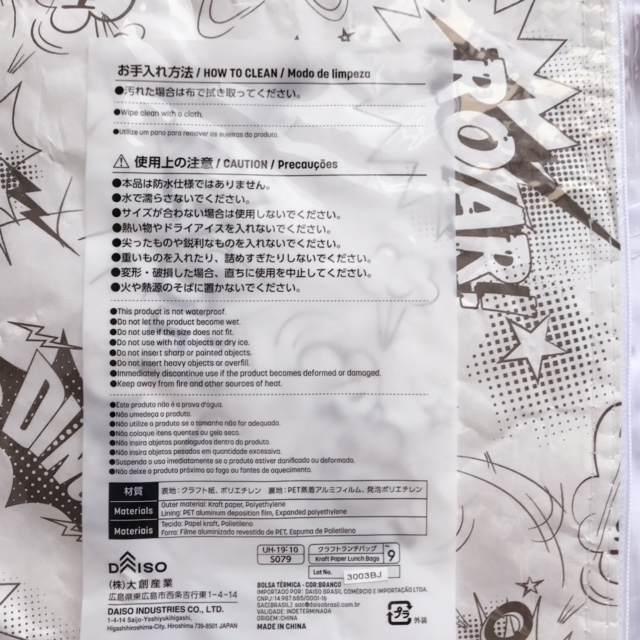 ROAR!
お手入れ方法 / HOW TO CLEAN / Modo de limpeza
●汚れた場合は布で拭き取ってください。
●Wipe clean with a cloth.
●Utilize um pano para remover as sujeiras do produto.
使用上の注意 / CAUTION / Precauções
●本品は防水仕様ではありません。
●水で濡らさないでください。
●サイズが合わない場合は使用しないでください。
●熱い物やドライアイスを入れないでください。
●尖ったものや鋭利なものを入れないでください。
●重いものを入れたり、詰めすぎたりしないでください。
●変形・破損した場合、直ちに使用を中止してください。
●火や熱源のそばに置かないでください。
●This product is not waterproof.
●Do not let the product become wet.
●Do not use if the size does not fit.
●Do not use with hot objects or dry ice.
●Do not insert sharp or pointed objects.
●Do not insert heavy objects or overfill.
●Immediately discontinue use if the product becomes deformed or damaged.
●Keep away from fire and other sources of heat.
●Este produto não é a prova d'água.
●Não umedeça o produto.
●Não utilize o produto se o tamanho não for adequado.
●Não coloque itens quentes ou gelo seco.
●Não insira objetos pontiagudos dentro do produto.
●Não insira objetos pesados em quantidade excessiva.
●Suspenda o uso imediatamente se o produto estiver danificado ou deformado.
●Não deixe o produto próximo ao fogo ou fontes de aquecimento.
材質 表地：クラフト紙、ポリエチレン 裏地：PET蒸着アルミフィルム、発泡ポリエチレン
Materials Outer material: Kraft paper, Polyethylene
Lining: PET aluminum deposition film, Expanded polyethylene
Materiais Tecido: Papel kraft, Polietileno
Forro: Filme aluminizado revestido de PET, Espuma de Polietileno
DAISO
(株)大創産業
広島県東広島市西条吉行東1-4-14
DAISO INDUSTRIES CO., LTD.
1-4-14 Saijo-Yoshiyukihigashi,
Higashihiroshima-City, Hiroshima 739-8501 JAPAN
UH-19-10
S079
クラフトランチバッグ
Kraft Paper Lunch Bags
9
Lot No. 3003BJ
BOLSA TÉRMICA - COR:BRANCO
IMPORTADO POR: DAISO BRASIL COMÉRCIO E IMPORTAÇÃO LTDA.
CNPJ: 14.987.665/0001-16
SAC(BRASIL): sac@daisobrasil.com.br
VALIDADE: INDETERMINADA
ORIGEM: CHINA
MADE IN CHINA
プラ
外装